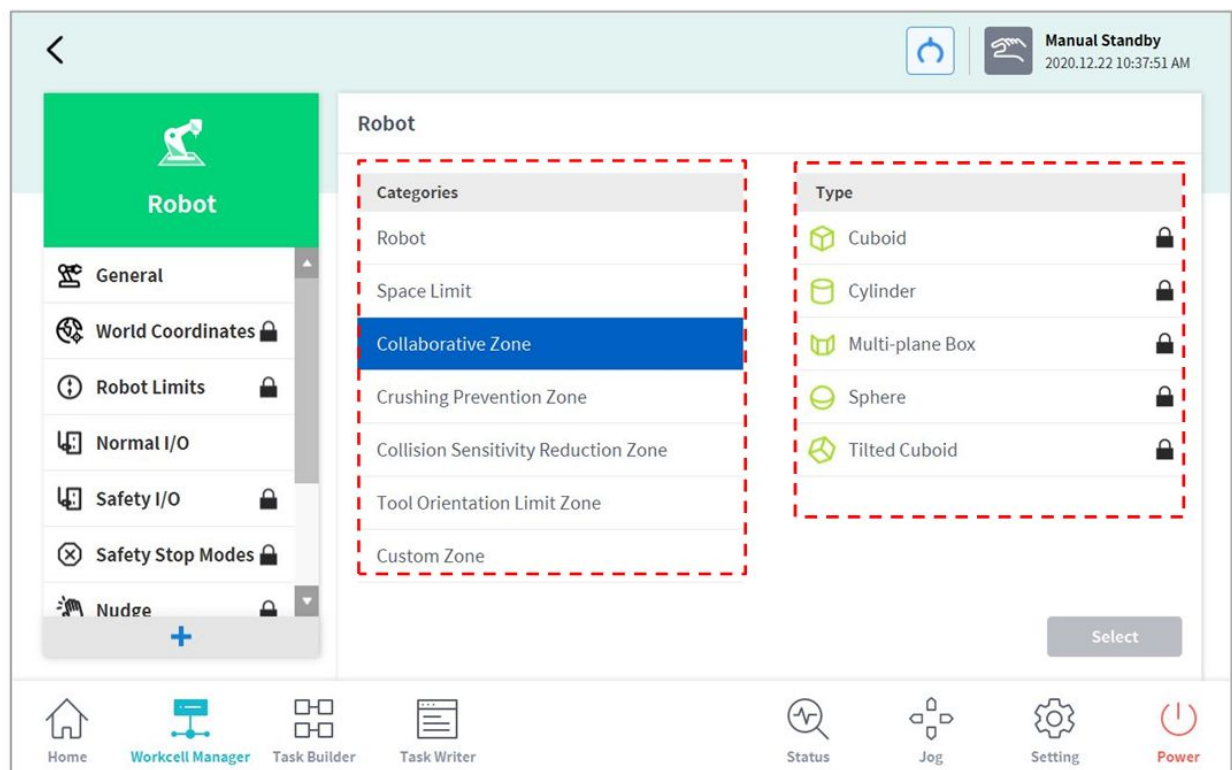 Manual Standby
2020.12.22 10:37:51 AM
Robot
General
World Coordinates
Robot Limits
Normal I/O
Safety I/O
Safety Stop Modes
Nudge
+
Robot
Categories
Robot
Space Limit
Collaborative Zone
Crushing Prevention Zone
Collision Sensitivity Reduction Zone
Tool Orientation Limit Zone
Custom Zone
Type
Cuboid
Cylinder
Multi-plane Box
Sphere
Tilted Cuboid
Select
Home
Workcell Manager
Task Builder
Task Writer
Status
Jog
Setting
Power